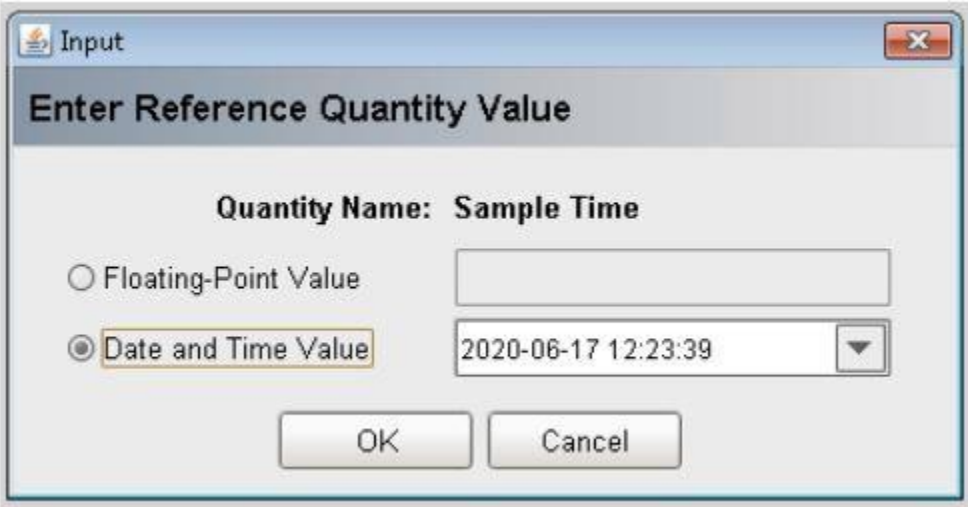 Input
Enter Reference Quantity Value
Quantity Name: Sample Time
Floating-Point Value
Date and Time Value 2020-06-17 12:23:39
OK Cancel